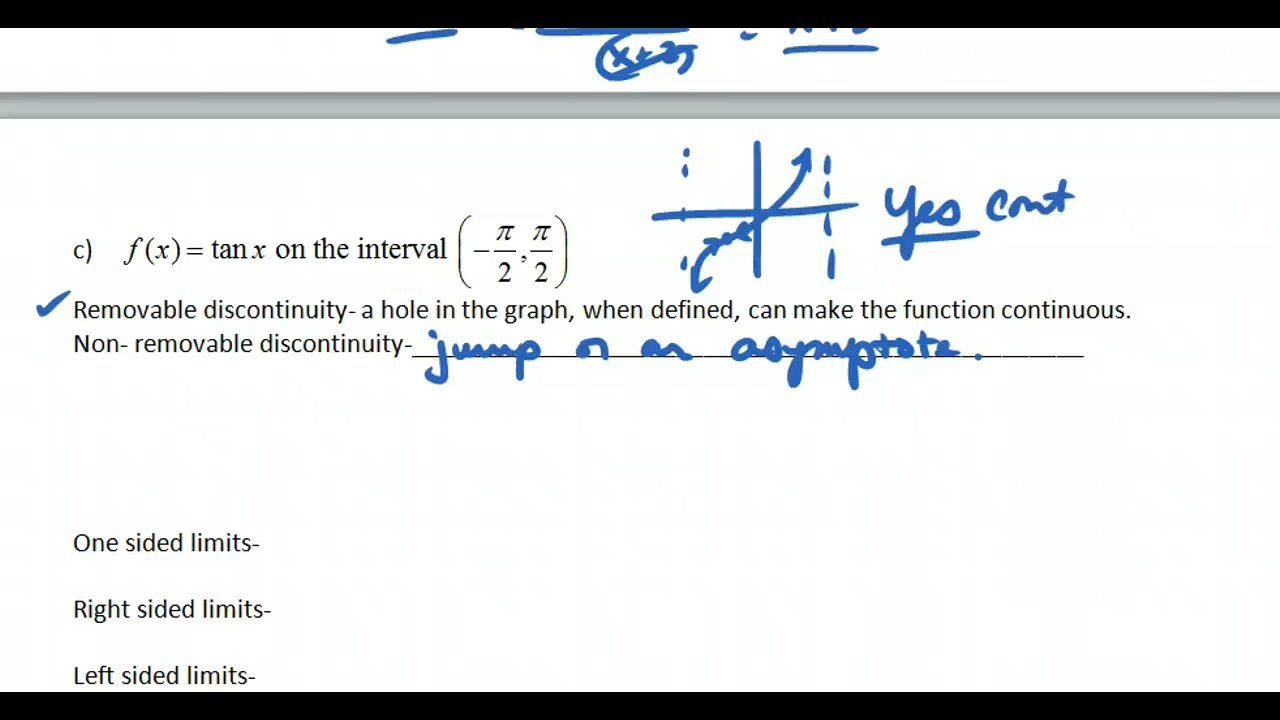 (x+3)
yes cont
c) f(x) = tan x on the interval (-π/2, π/2)
Removable discontinuity- a hole in the graph, when defined, can make the function continuous.
Non- removable discontinuity- jump or an asymptote.
One sided limits-
Right sided limits-
Left sided limits-